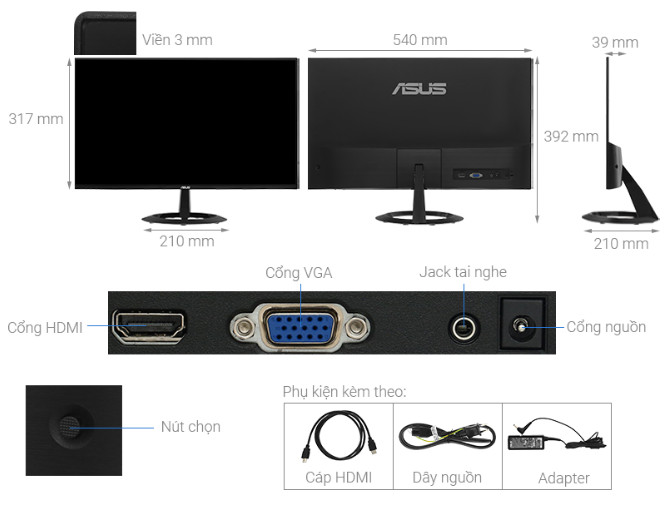 Viền 3 mm
540 mm
39 mm
317 mm
ASUS
392 mm
ASUS
210 mm
210 mm
Cổng VGA
Jack tai nghe
Cổng HDMI
Cổng nguồn
Nút chọn
Phụ kiện kèm theo:
Cáp HDMI
Dây nguồn
Adapter